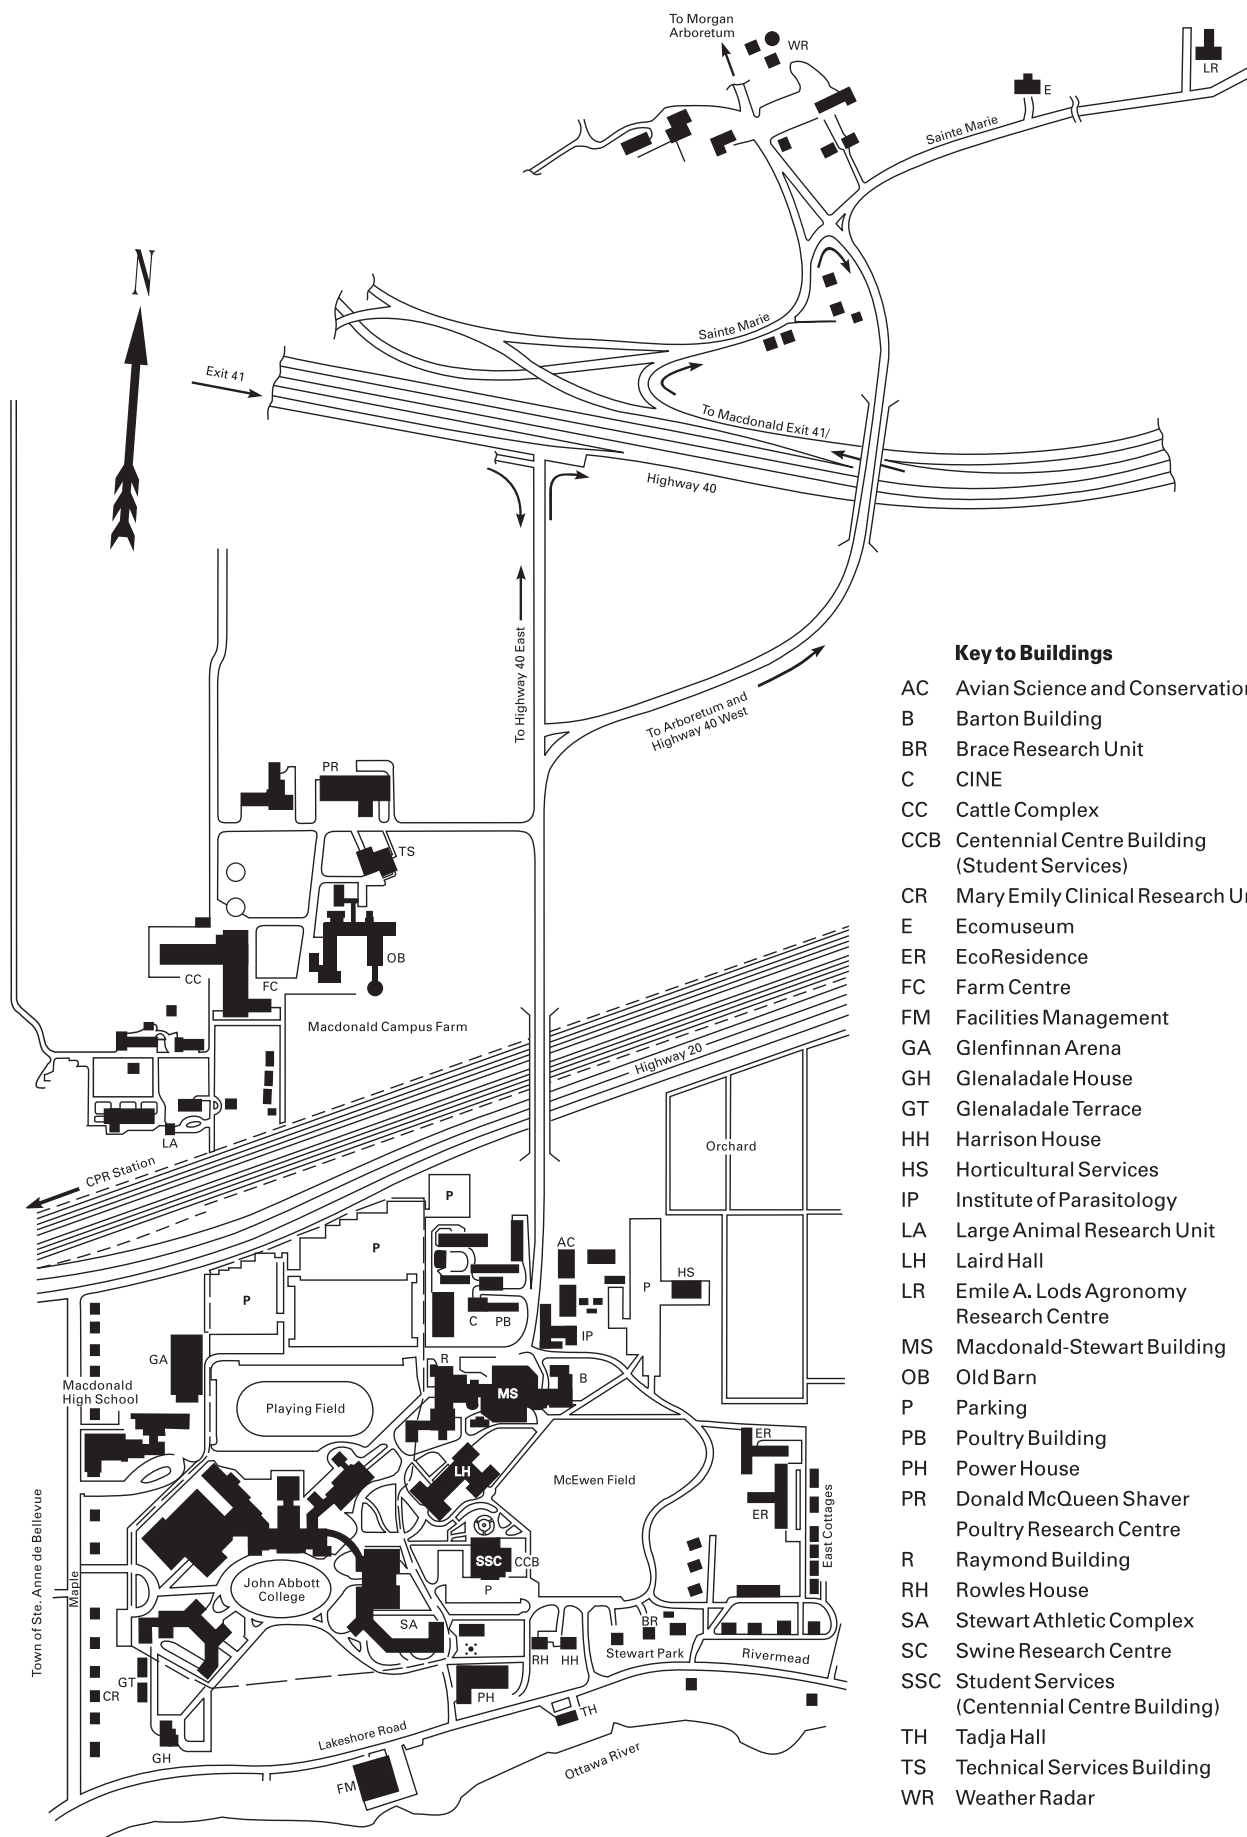 To Morgan
Arboretum
WR
LR
E
Sainte Marie
N
Sainte Marie
Exit 41
To Macdonald Exit 41/
Highway 40
To Highway 40 East
To Arboretum and
Highway 40 West
PR
TS
OB
CC
FC
Macdonald Campus Farm
Highway 20
LA
CPR Station
Orchard
P
P
P
AC
HS
P
C
PB
IP
GA
R
MS
B
Macdonald
High School
Playing Field
LH
McEwen Field
ER
ER
East Cottages
Town of Ste. Anne de Bellevue
Maple
John Abbott
College
SSC
CCB
P
SA
BR
RH
HH
Stewart Park
Rivermead
GT
CR
PH
TH
GH
Lakeshore Road
FM
Ottawa River
Key to Buildings
AC Avian Science and Conservation
B Barton Building
BR Brace Research Unit
C CINE
CC Cattle Complex
CCB Centennial Centre Building
(Student Services)
CR Mary Emily Clinical Research
E Ecomuseum
ER EcoResidence
FC Farm Centre
FM Facilities Management
GA Glenfinnan Arena
GH Glenaladale House
GT Glenaladale Terrace
HH Harrison House
HS Horticultural Services
IP Institute of Parasitology
LA Large Animal Research Unit
LH Laird Hall
LR Emile A. Lods Agronomy
Research Centre
MS Macdonald-Stewart Building
OB Old Barn
P Parking
PB Poultry Building
PH Power House
PR Donald McQueen Shaver
Poultry Research Centre
R Raymond Building
RH Rowles House
SA Stewart Athletic Complex
SC Swine Research Centre
SSC Student Services
(Centennial Centre Building)
TH Tadja Hall
TS Technical Services Building
WR Weather Radar